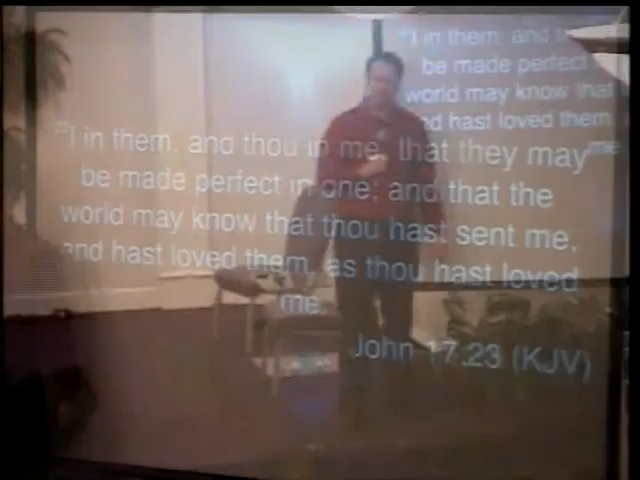 "I in them, and
be made perfect
world may know that
and hast loved them
me
"I in them, and thou in me, that they may
be made perfect in one; and that the
world may know that thou hast sent me,
and hast loved them, as thou hast loved
me
John 17:23 (KJV)